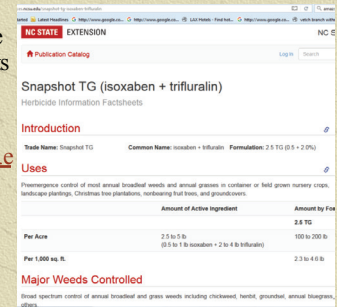 e
s
e
NC STATE EXTENSION
NC S
Publication Catalog
Log In Search
Snapshot TG (isoxaben + trifluralin)
Herbicide Information Factsheets
Introduction
Trade Name: Snapshot TG Common Name: isoxaben + trifluralin Formulation: 2.5 TG (0.5 + 2.0%)
Uses
Preemergence control of most annual broadleaf weeds and annual grasses in container or field grown nursery crops,
landscape plantings, Christmas tree plantations, nonbearing fruit trees, and groundcovers.
Amount of Active Ingredient Amount by For
2.5 TG
Per Acre 2.5 to 5 lb 100 to 200 lb
(0.5 to 1 lb isoxaben + 2 to 4 lb trifluralin)
Per 1,000 sq. ft. 2.3 to 4.6 lb
Major Weeds Controlled
Broad spectrum control of annual broadleaf and grass weeds including chickweed, henbit, groundsel, annual bluegrass,
others.